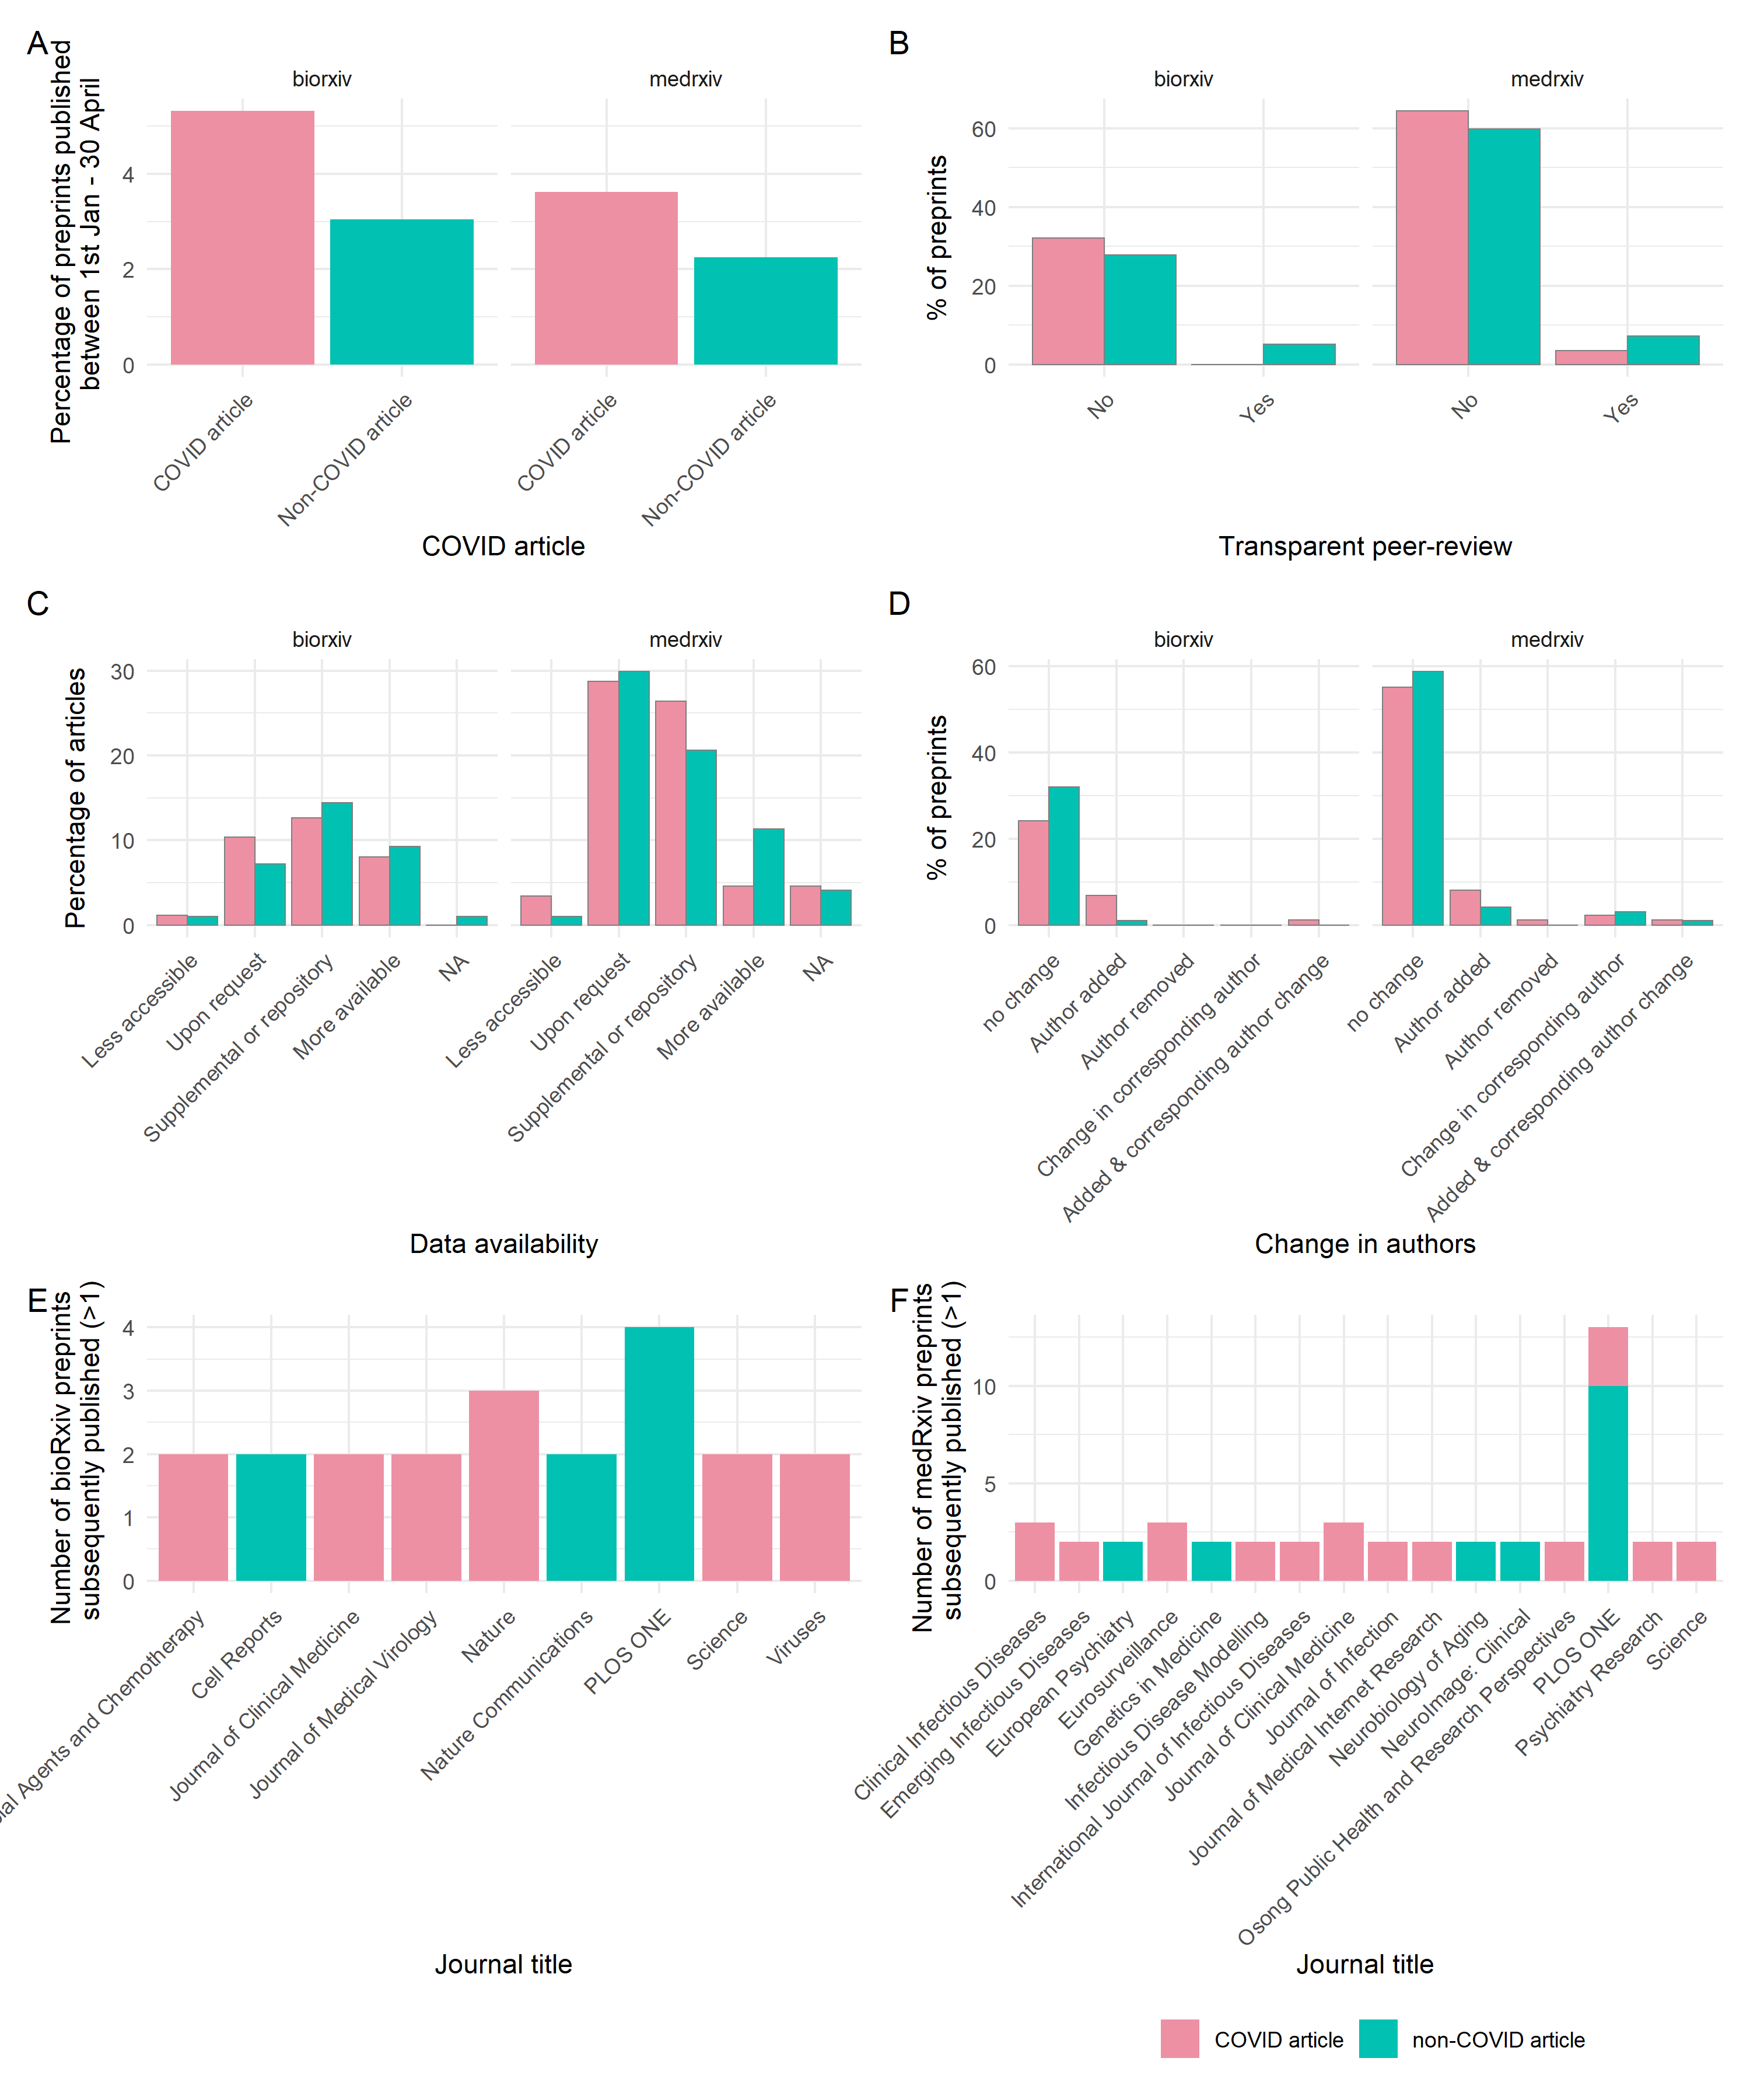 A
Percentage of preprints published
between 1st Jan - 30 April
biorxiv
medrxiv
4
2
0
COVID article
Non-COVID article
COVID article
Non-COVID article
COVID article
B
% of preprints
biorxiv
medrxiv
60
40
20
0
No
Yes
No
Yes
Transparent peer-review
C
Percentage of articles
biorxiv
medrxiv
30
20
10
0
Less accessible
Upon request
Supplemental or repository
More available
NA
Less accessible
Upon request
Supplemental or repository
More available
NA
Data availability
D
% of preprints
biorxiv
medrxiv
60
40
20
0
no change
Author added
Author removed
Change in corresponding author
Added & corresponding author change
no change
Author added
Author removed
Change in corresponding author
Added & corresponding author change
Change in authors
E
Number of bioRxiv preprints
subsequently published (>1)
4
3
2
1
0
Agents and Chemotherapy
Cell Reports
Journal of Clinical Medicine
Journal of Medical Virology
Nature
Nature Communications
PLOS ONE
Science
Viruses
Journal title
F
Number of medRxiv preprints
subsequently published (>1)
10
5
0
Clinical Infectious Diseases
Emerging Infectious Diseases
European Psychiatry
Eurosurveillance
Genetics in Medicine
Infectious Disease Modelling
International Journal of Infectious Diseases
Journal of Clinical Medicine
Journal of Infection
Journal of Medical Internet Research
Neurobiology of Aging
NeuroImage: Clinical
Osong Public Health and Research Perspectives
PLOS ONE
Psychiatry Research
Science
Journal title
COVID article
non-COVID article